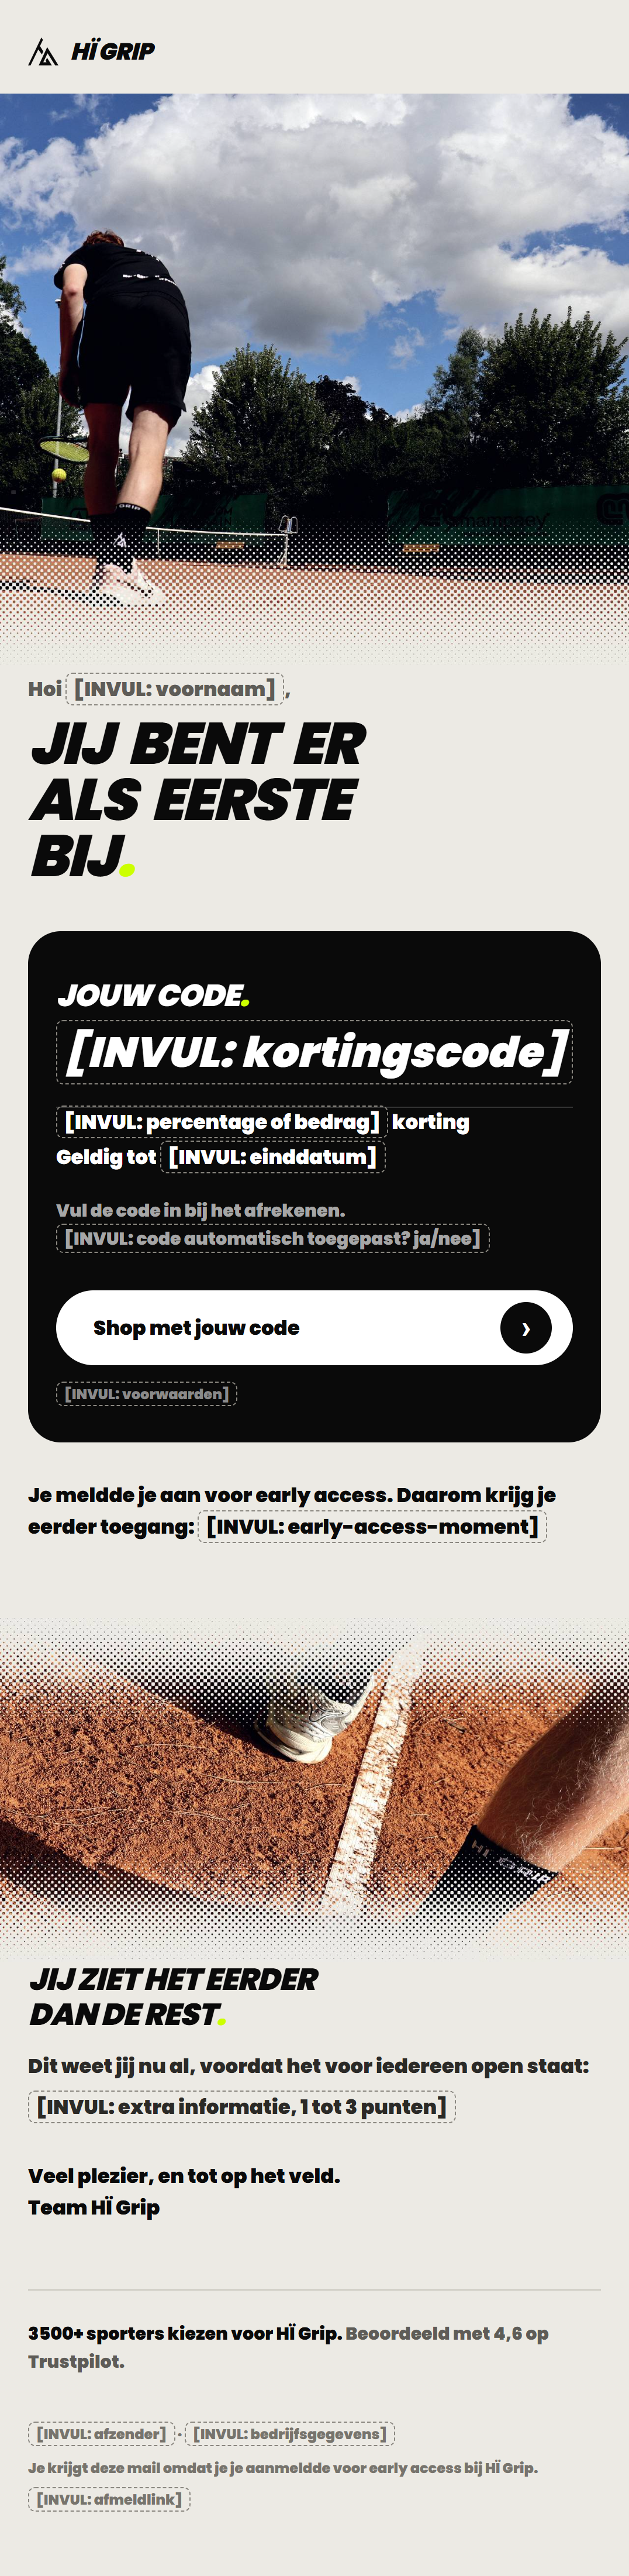 HÏ GRIP
mampaey
GRIP
Hoi [INVUL: voornaam] ,
JIJ BENT ER
ALS EERSTE
BIJ.
JOUW CODE.
[INVUL: kortingscode]
[INVUL: percentage of bedrag] korting
Geldig tot [INVUL: einddatum]
Vul de code in bij het afrekenen.
[INVUL: code automatisch toegepast? ja/nee]
Shop met jouw code ›
[INVUL: voorwaarden]
Je meldde je aan voor early access. Daarom krijg je
eerder toegang: [INVUL: early-access-moment]
HI GRIP
JIJ ZIET HET EERDER
DAN DE REST.
Dit weet jij nu al, voordat het voor iedereen open staat:
[INVUL: extra informatie, 1 tot 3 punten]
Veel plezier, en tot op het veld.
Team HÏ Grip
3500+ sporters kiezen voor HÏ Grip. Beoordeeld met 4,6 op
Trustpilot.
[INVUL: afzender] · [INVUL: bedrijfsgegevens]
Je krijgt deze mail omdat je je aanmeldde voor early access bij HÏ Grip.
[INVUL: afmeldlink]